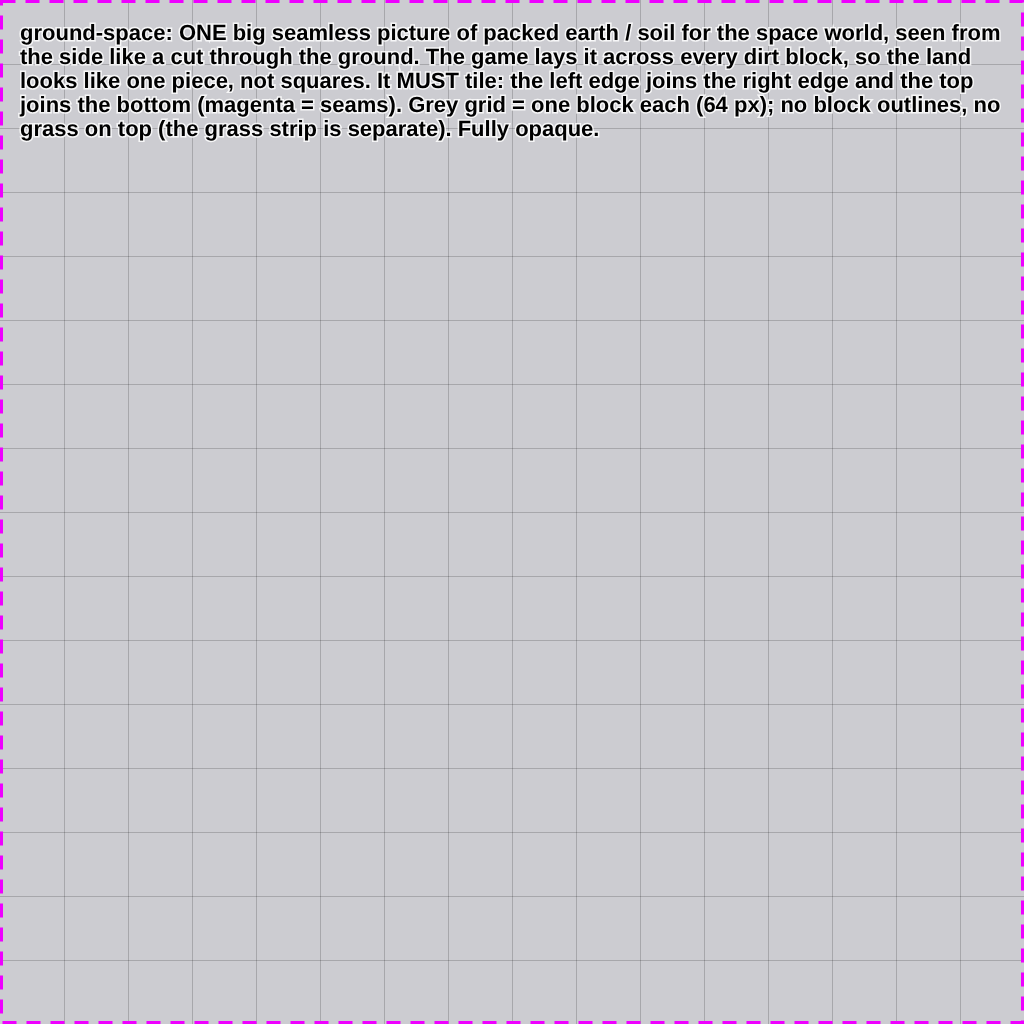 ground-space: ONE big seamless picture of packed earth / soil for the space world, seen from
the side like a cut through the ground. The game lays it across every dirt block, so the land
looks like one piece, not squares. It MUST tile: the left edge joins the right edge and the top
joins the bottom (magenta = seams). Grey grid = one block each (64 px); no block outlines, no
grass on top (the grass strip is separate). Fully opaque.